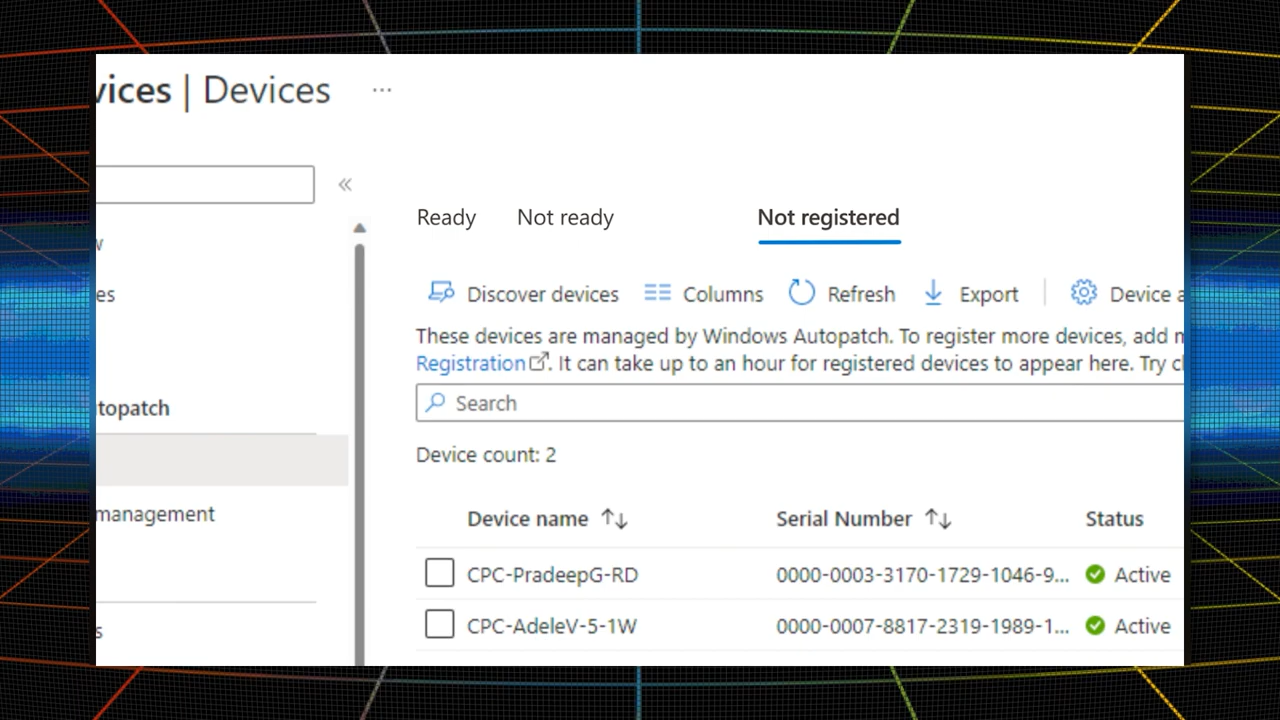 vices | Devices ...
«
Ready Not ready Not registered
w
es
topatch
management
s
Discover devices Columns Refresh Export Device a
These devices are managed by Windows Autopatch. To register more devices, add m
Registration. It can take up to an hour for registered devices to appear here. Try cl
Search
Device count: 2
Device name ↑↓ Serial Number ↑↓ Status
CPC-PradeepG-RD 0000-0003-3170-1729-1046-9... Active
CPC-AdeleV-5-1W 0000-0007-8817-2319-1989-1... Active